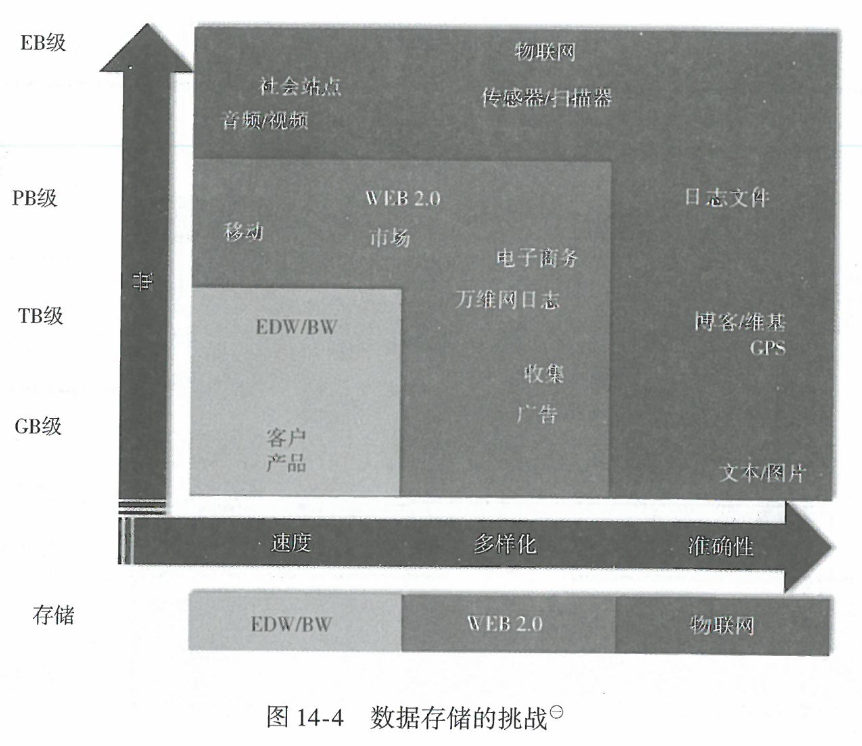 EB级
物联网
社会站点
传感器/扫描器
音频/视频
PB级
WEB 2.0
日志文件
移动
市场
电子商务
TB级
万维网日志
博客/维基
EDW/BW
GPS
收集
GB级
广告
客户
产品
文本/图片
速度 多样化 准确性
存储 EDW/BW WEB 2.0 物联网
图 14-4 数据存储的挑战㊀